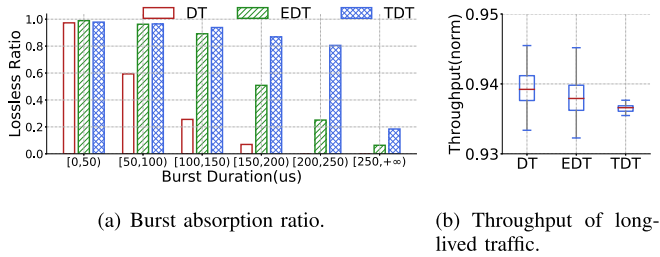 DT EDT TDT
Lossless Ratio
1.0
0.8
0.6
0.4
0.2
0.0
[0,50) [50,100) [100,150) [150,200) [200,250) [250,+∞)
Burst Duration(us)
(a) Burst absorption ratio.
Throughput(norm)
0.95
0.94
0.93
DT EDT TDT
(b) Throughput of long-
lived traffic.